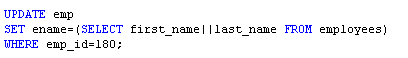 UPDATE emp
SET ename=(SELECT first_name||last_name FROM employees)
WHERE emp_id=180;